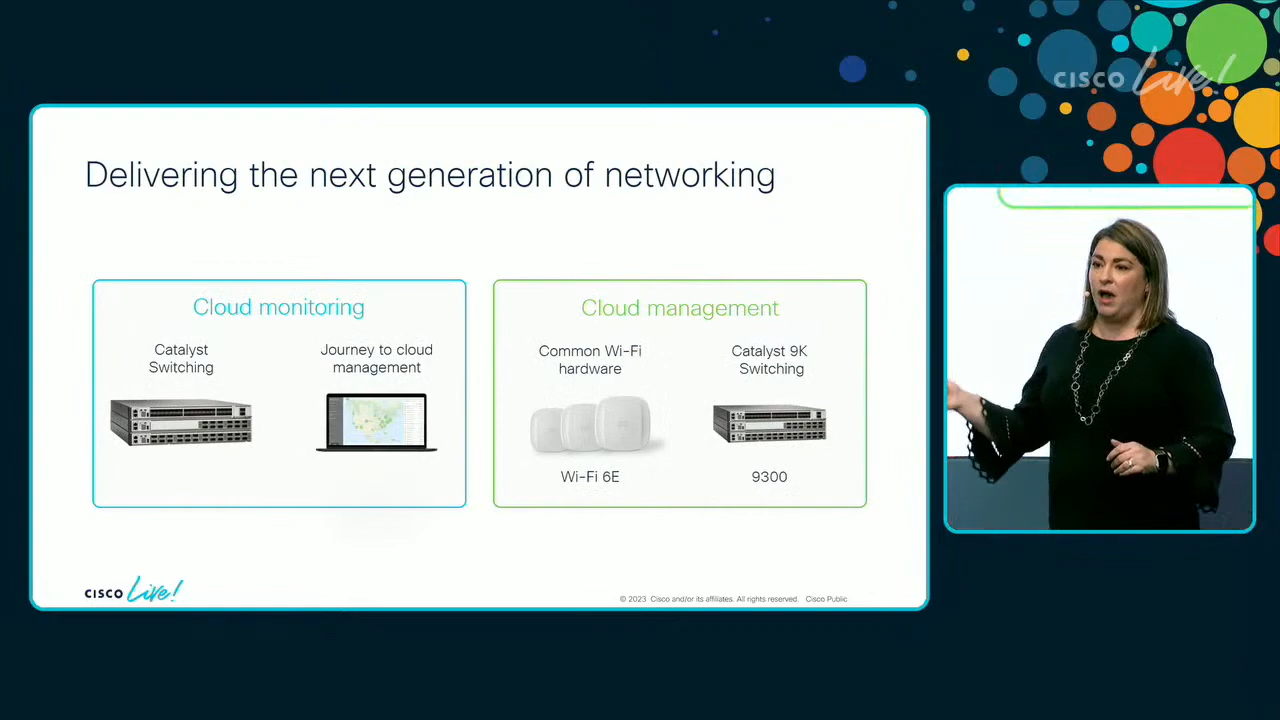 CISCO Live!
Delivering the next generation of networking
Cloud monitoring
Catalyst
Switching
Journey to cloud
management
Cloud management
Common Wi-Fi
hardware
Wi-Fi 6E
Catalyst 9K
Switching
9300
CISCO Live!
© 2023 Cisco and/or its affiliates. All rights reserved. Cisco Public